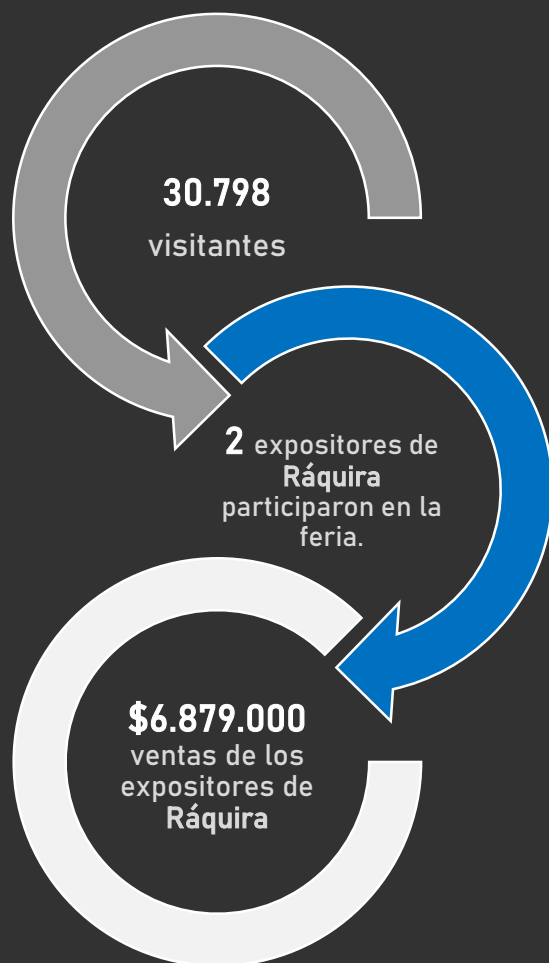 30.798
visitantes
2 expositores de
Ráquira
participaron en la
feria.
$6.879.000
ventas de los
expositores de
Ráquira